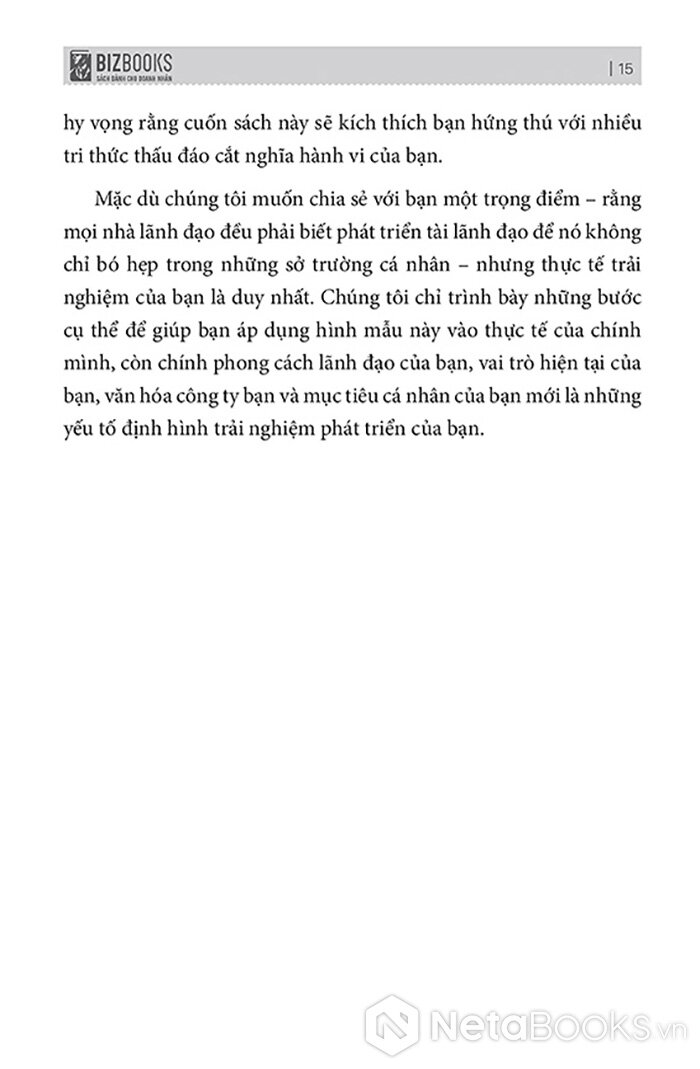 BIZBOOKS
SÁCH DÀNH CHO DOANH NHÂN
| 15
hy vọng rằng cuốn sách này sẽ kích thích bạn hứng thú với nhiều
tri thức thấu đáo cắt nghĩa hành vi của bạn.
Mặc dù chúng tôi muốn chia sẻ với bạn một trọng điểm – rằng
mọi nhà lãnh đạo đều phải biết phát triển tài lãnh đạo để nó không
chỉ bó hẹp trong những sở trường cá nhân – nhưng thực tế trải
nghiệm của bạn là duy nhất. Chúng tôi chỉ trình bày những bước
cụ thể để giúp bạn áp dụng hình mẫu này vào thực tế của chính
mình, còn chính phong cách lãnh đạo của bạn, vai trò hiện tại của
bạn, văn hóa công ty bạn và mục tiêu cá nhân của bạn mới là những
yếu tố định hình trải nghiệm phát triển của bạn.
NetaBooks.vn